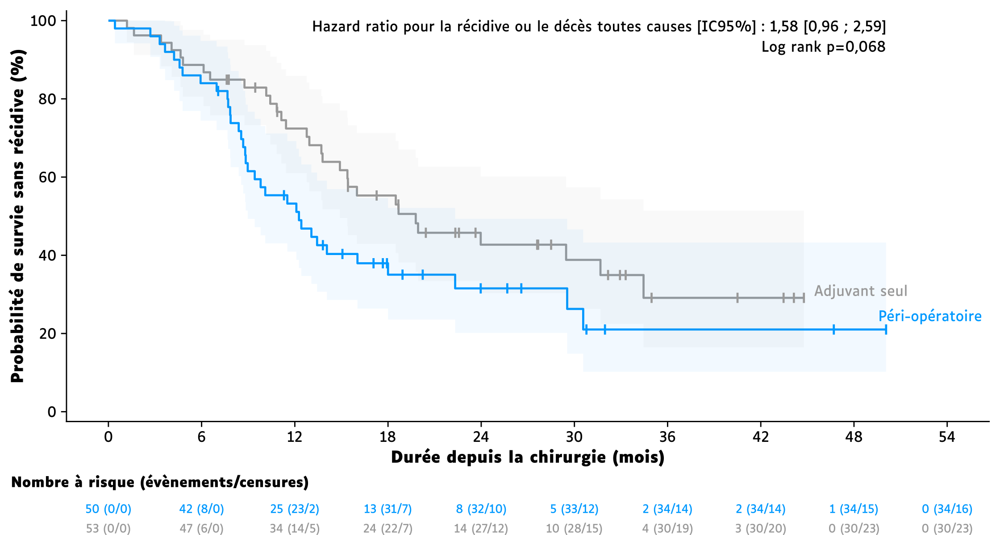 Hazard ratio pour la récidive ou le décès toutes causes [IC95%] : 1,58 [0,96 ; 2,59]
Log rank p=0,068
Probabilité de survie sans récidive (%)
100
80
60
40
20
0
Adjuvant seul
Péri-opératoire
0 6 12 18 24 30 36 42 48 54
Durée depuis la chirurgie (mois)
Nombre à risque (évènements/censures)
50 (0/0) 42 (8/0) 25 (23/2) 13 (31/7) 8 (32/10) 5 (33/12) 2 (34/14) 2 (34/14) 1 (34/15) 0 (34/16)
53 (0/0) 47 (6/0) 34 (14/5) 24 (22/7) 14 (27/12) 10 (28/15) 4 (30/19) 3 (30/20) 0 (30/23) 0 (30/23)